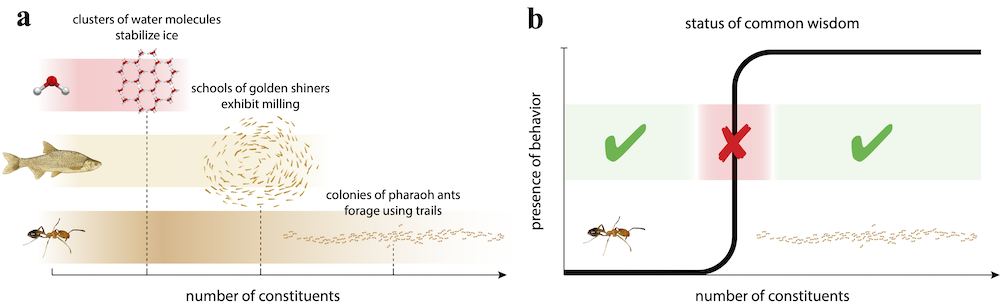 a
clusters of water molecules
stabilize ice
schools of golden shiners
exhibit milling
colonies of pharaoh ants
forage using trails
number of constituents
b
status of common wisdom
presence of behavior
number of constituents